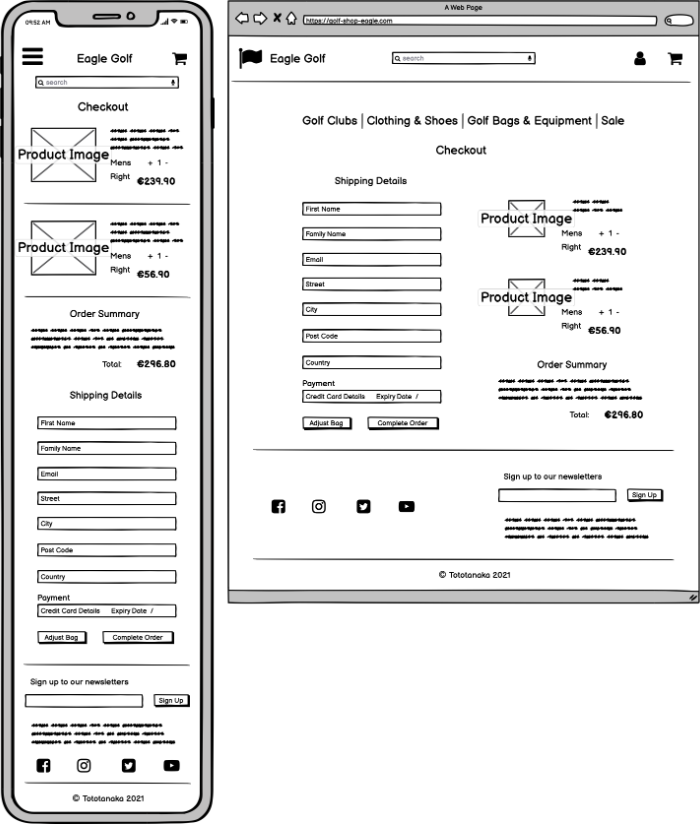 09:52 AM
Eagle Golf
search
Checkout
Product Image
Mens + 1 -
Right €239.90
Product Image
Mens + 1 -
Right €56.90
Order Summary
Total: €296.80
Shipping Details
First Name
Family Name
Email
Street
City
Post Code
Country
Payment
Credit Card Details Expiry Date /
Adjust Bag Complete Order
Sign up to our newsletters
Sign Up
© Tototanaka 2021
A Web Page
https://golf-shop-eagle.com
Eagle Golf
search
Golf Clubs | Clothing & Shoes | Golf Bags & Equipment | Sale
Checkout
Shipping Details
First Name
Family Name
Email
Street
City
Post Code
Country
Payment
Credit Card Details Expiry Date /
Adjust Bag Complete Order
Product Image
Mens + 1 -
Right €239.90
Product Image
Mens + 1 -
Right €56.90
Order Summary
Total: €296.80
Sign up to our newsletters
Sign Up
© Tototanaka 2021